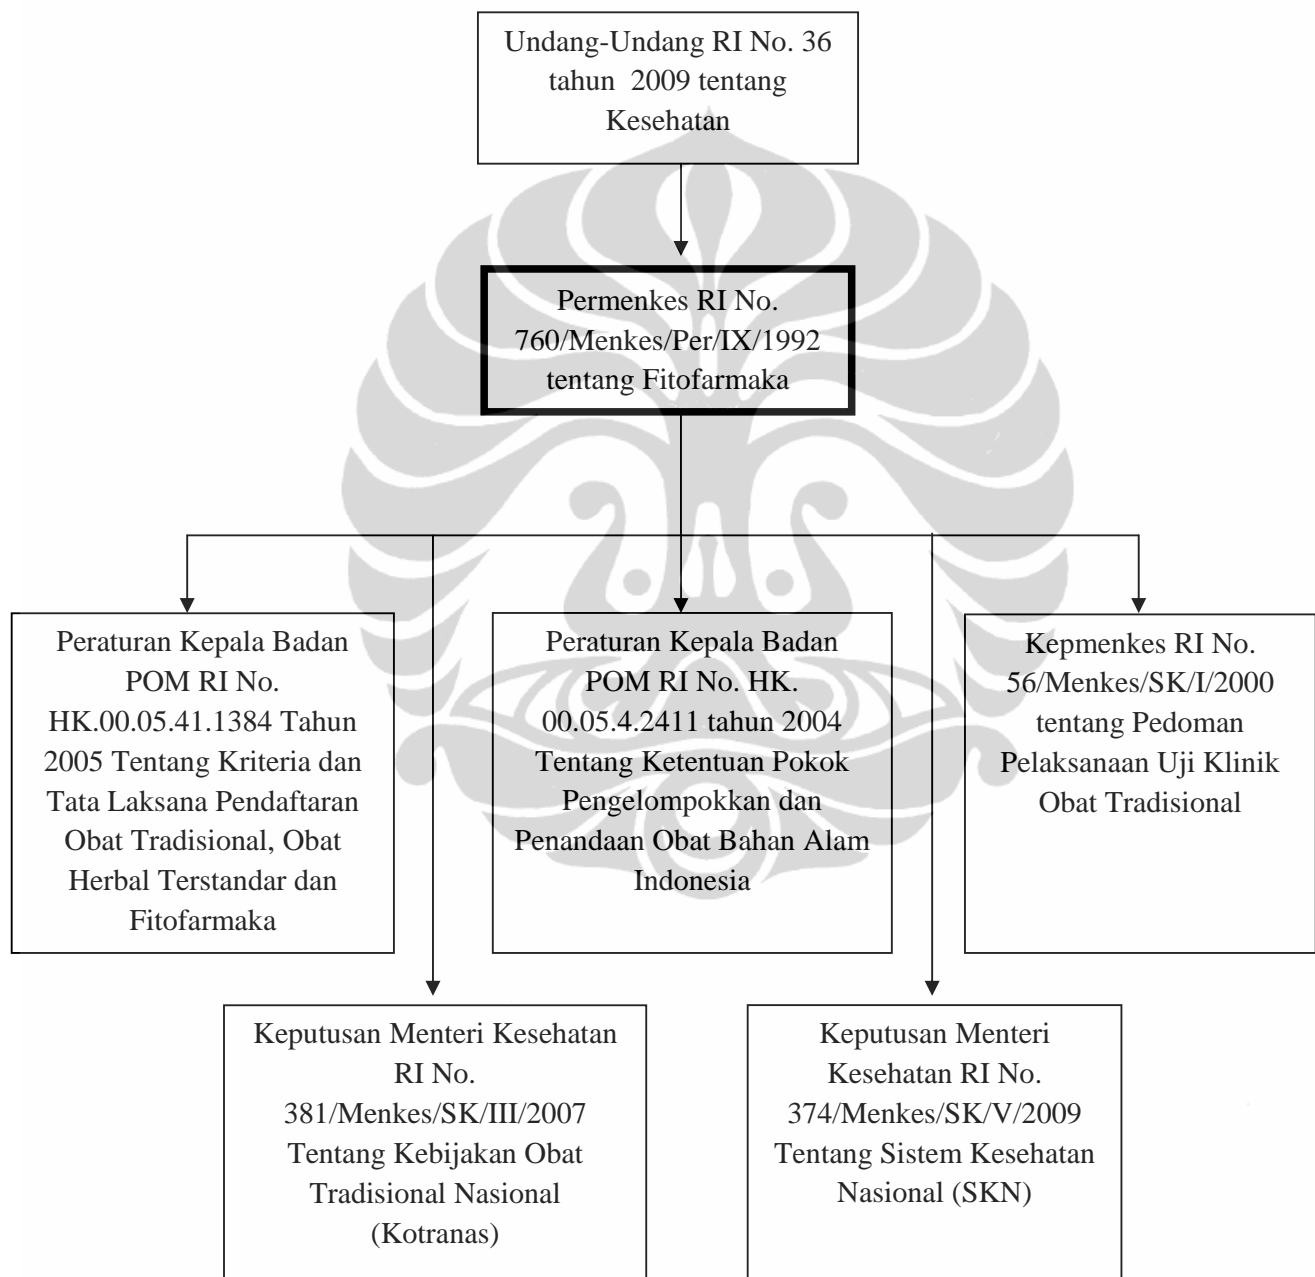 Undang-Undang RI No. 36
tahun 2009 tentang
Kesehatan
Permenkes RI No.
760/Menkes/Per/IX/1992
tentang Fitofarmaka
Peraturan Kepala Badan
POM RI No.
HK.00.05.41.1384 Tahun
2005 Tentang Kriteria dan
Tata Laksana Pendaftaran
Obat Tradisional, Obat
Herbal Terstandar dan
Fitofarmaka
Peraturan Kepala Badan
POM RI No. HK.
00.05.4.2411 tahun 2004
Tentang Ketentuan Pokok
Pengelompokkan dan
Penandaan Obat Bahan Alam
Indonesia
Kepmenkes RI No.
56/Menkes/SK/I/2000
tentang Pedoman
Pelaksanaan Uji Klinik
Obat Tradisional
Keputusan Menteri Kesehatan
RI No.
381/Menkes/SK/III/2007
Tentang Kebijakan Obat
Tradisional Nasional
(Kotranas)
Keputusan Menteri
Kesehatan RI No.
374/Menkes/SK/V/2009
Tentang Sistem Kesehatan
Nasional (SKN)